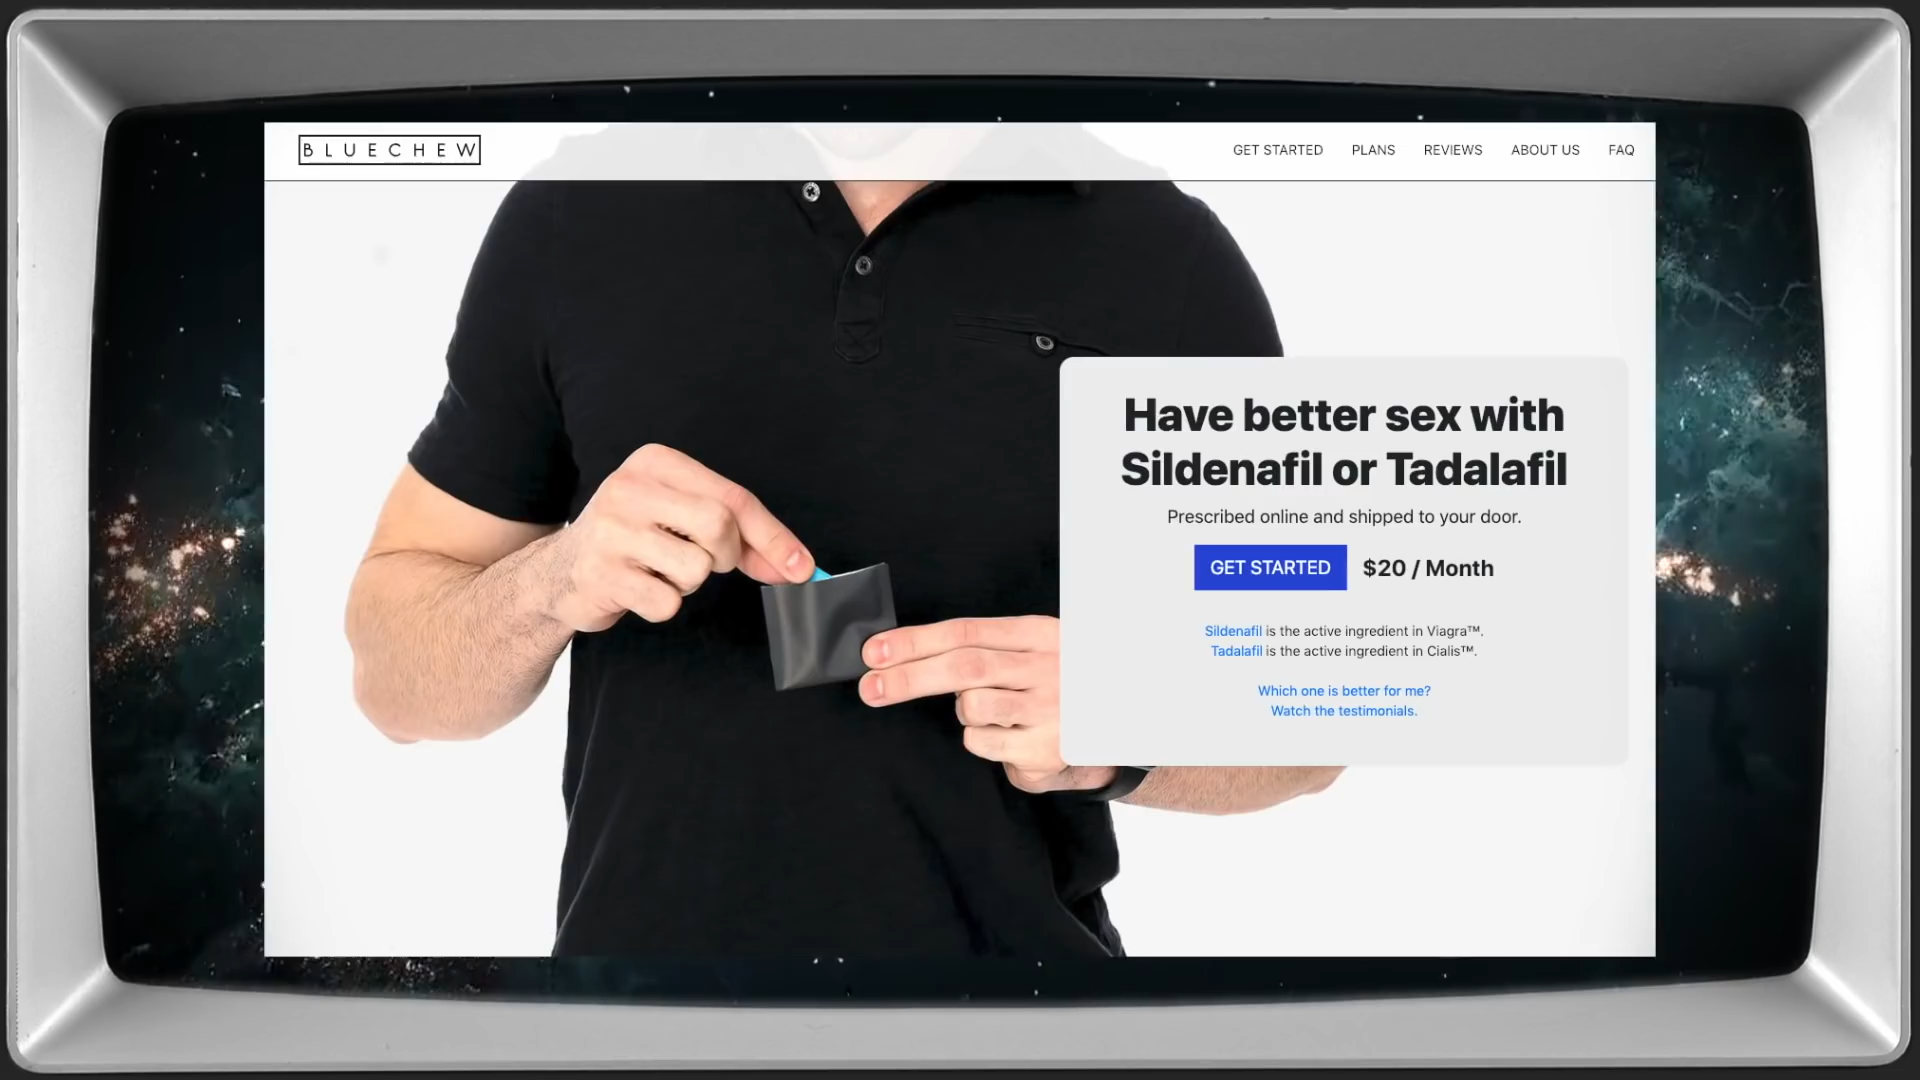 BLUECHEW
GET STARTED
PLANS
REVIEWS
ABOUT US
FAQ
Have better sex with
Sildenafil or Tadalafil
Prescribed online and shipped to your door.
GET STARTED
$20 / Month
Sildenafil is the active ingredient in Viagra™.
Tadalafil is the active ingredient in Cialis™.
Which one is better for me?
Watch the testimonials.